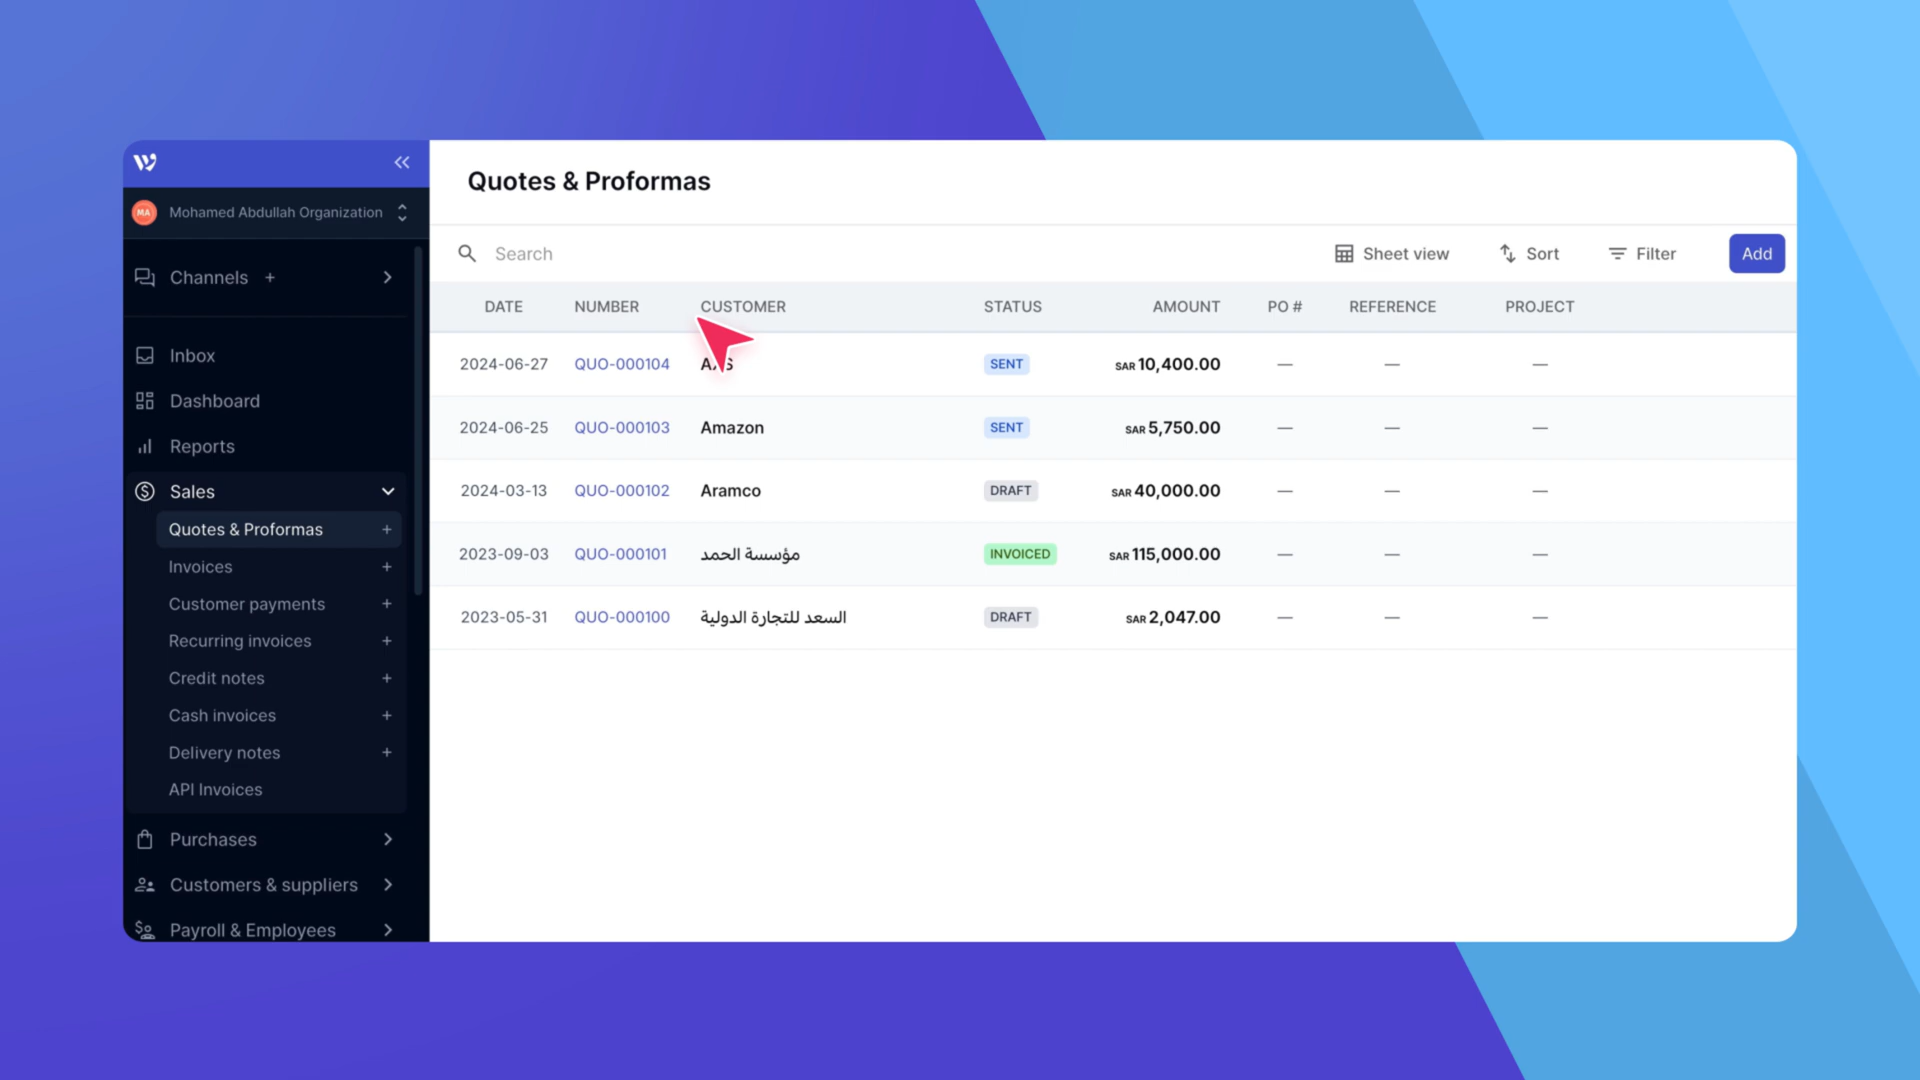 Mohamed Abdullah Organization
MA
Channels +
Inbox
Dashboard
Reports
Sales
Quotes & Proformas +
Invoices +
Customer payments +
Recurring invoices +
Credit notes +
Cash invoices +
Delivery notes +
API Invoices
Purchases
Customers & suppliers
Payroll & Employees
Quotes & Proformas
Search Sheet view Sort Filter Add
DATE NUMBER CUSTOMER STATUS AMOUNT PO # REFERENCE PROJECT
2024-06-27 QUO-000104 SENT SAR 10,400.00 — — —
2024-06-25 QUO-000103 Amazon SENT SAR 5,750.00 — — —
2024-03-13 QUO-000102 Aramco DRAFT SAR 40,000.00 — — —
2023-09-03 QUO-000101 مؤسسة الحمد INVOICED SAR 115,000.00 — — —
2023-05-31 QUO-000100 السعد للتجارة الدولية DRAFT SAR 2,047.00 — — —